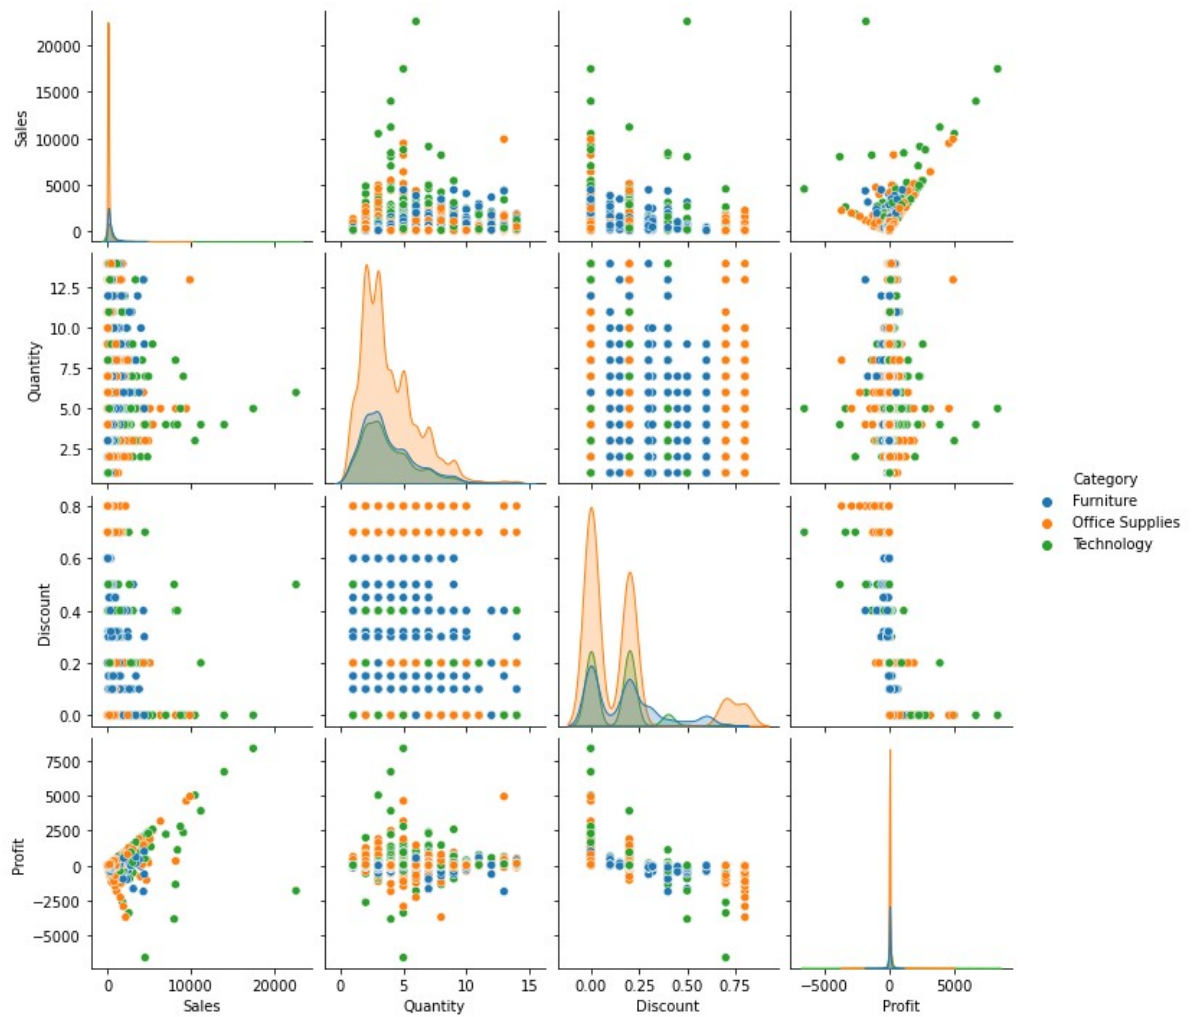 20000
15000
10000
5000
0
Sales
12.5
10.0
7.5
5.0
2.5
Quantity
Category
Furniture
Office Supplies
Technology
0.8
0.6
0.4
0.2
0.0
Discount
7500
5000
2500
0
−2500
−5000
Profit
0 10000 20000
0 5 10 15
0.00 0.25 0.50 0.75
−5000 0 5000
Sales Quantity Discount Profit